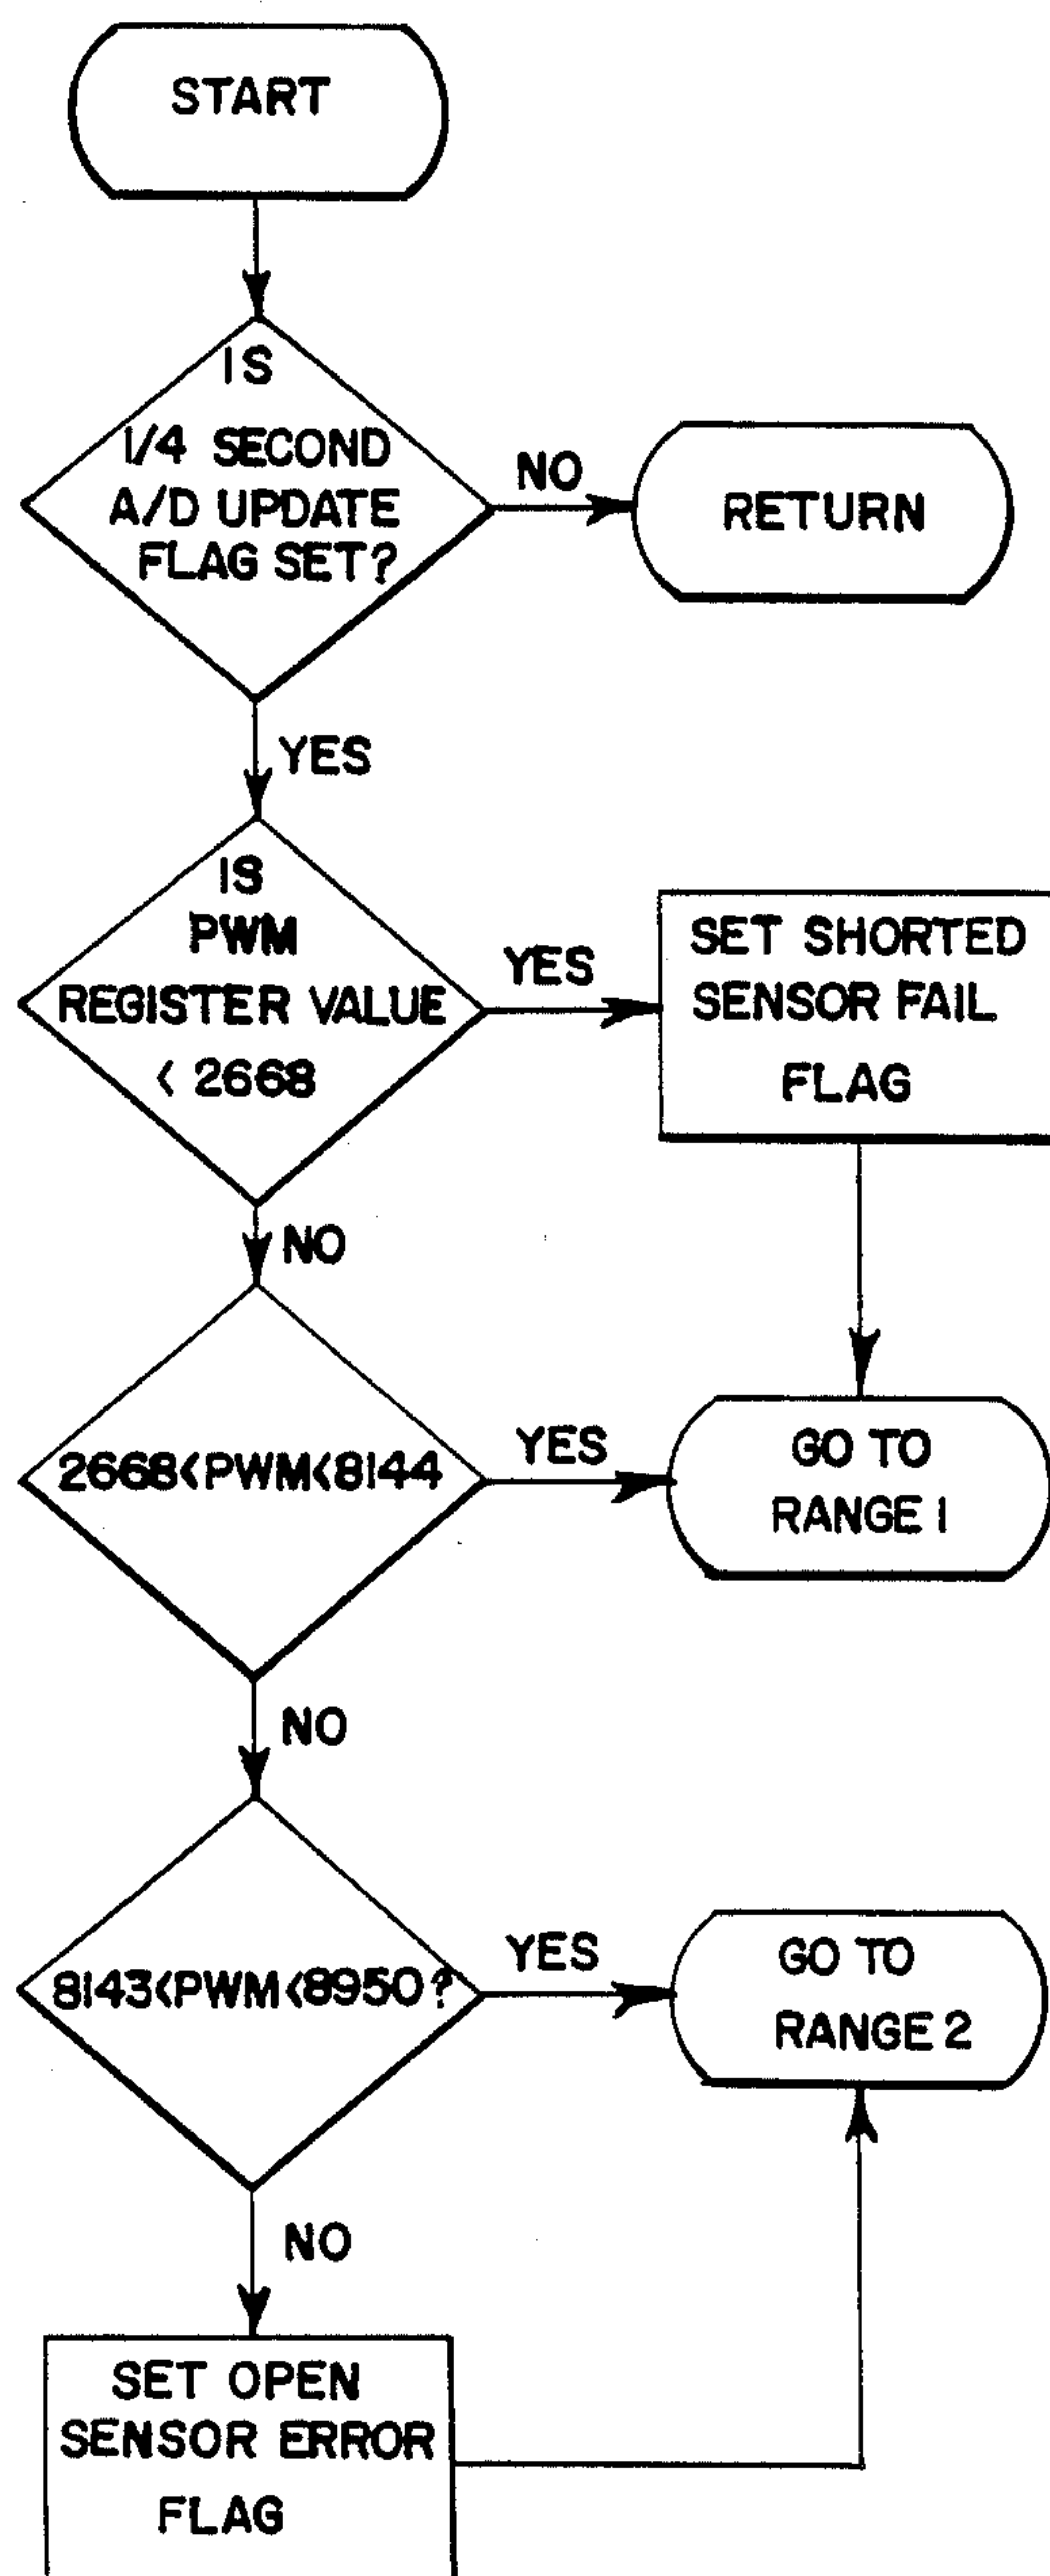 START
IS
1/4 SECOND
A/D UPDATE
FLAG SET?
NO
RETURN
YES
IS
PWM
REGISTER VALUE
< 2668
YES
SET SHORTED
SENSOR FAIL
FLAG
NO
2668<PWM<8144
YES
GO TO
RANGE 1
NO
8143<PWM<8950?
YES
GO TO
RANGE 2
NO
SET OPEN
SENSOR ERROR
FLAG